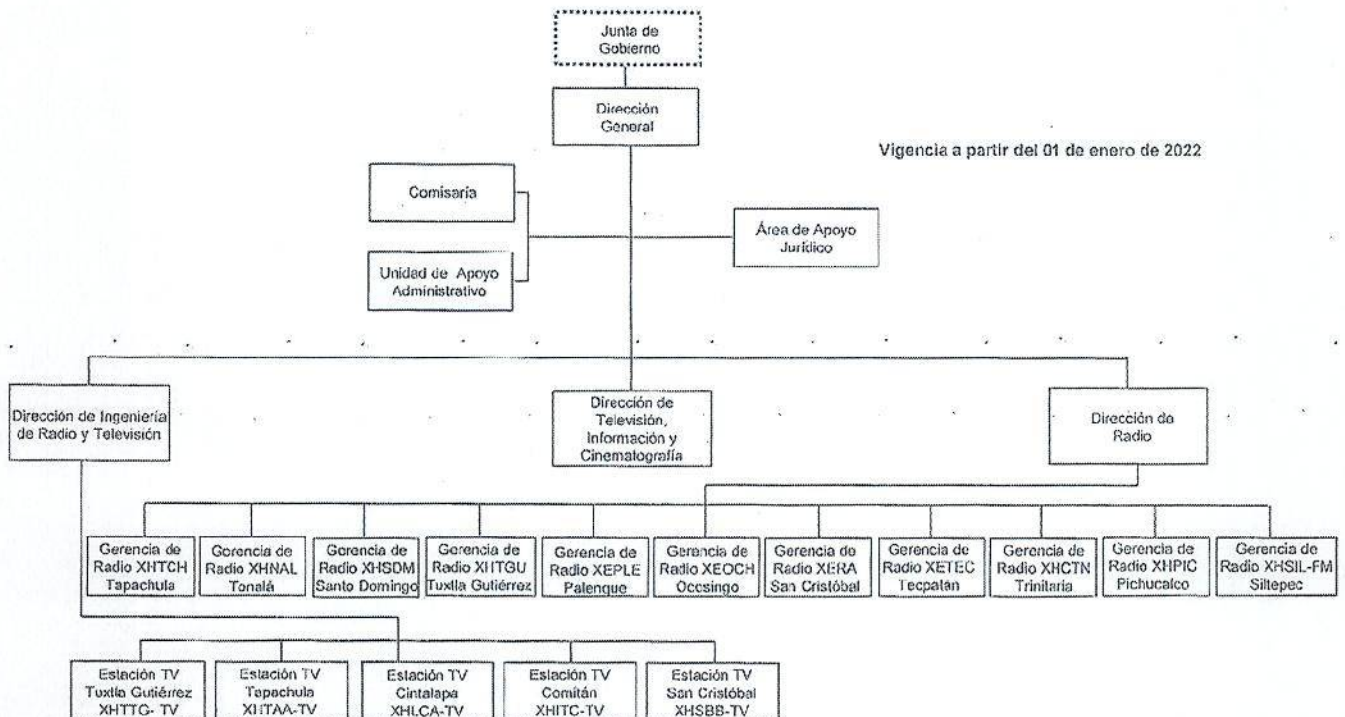 Junta de
Gobierno
Dirección
General
Vigencia a partir del 01 de enero de 2022
Comisaría
Área de Apoyo
Jurídico
Unidad de Apoyo
Administrativo
Dirección de Ingeniería
de Radio y Televisión
Dirección de
Televisión,
Información y
Cinematografía
Dirección de
Radio
Gerencia de
Radio XHTCH
Tapachula
Gerencia de
Radio XHNAL
Tonalá
Gerencia de
Radio XHSDM
Santo Domingo
Gerencia de
Radio XHTGU
Tuxtla Gutiérrez
Gerencia de
Radio XEPLE
Palenque
Gerencia de
Radio XEOCH
Ocosingo
Gerencia de
Radio XERA
San Cristóbal
Gerencia de
Radio XETEC
Tecpatán
Gerencia de
Radio XHCTN
Trinitaria
Gerencia de
Radio XHPIC
Pichucalco
Gerencia de
Radio XHSIL-FM
Siltepec
Estación TV
Tuxtla Gutiérrez
XHTTG- TV
Estación TV
Tapachula
XHTAA-TV
Estación TV
Cintalapa
XHLCA-TV
Estación TV
Comitán
XHITC-TV
Estación TV
San Cristóbal
XHSBB-TV